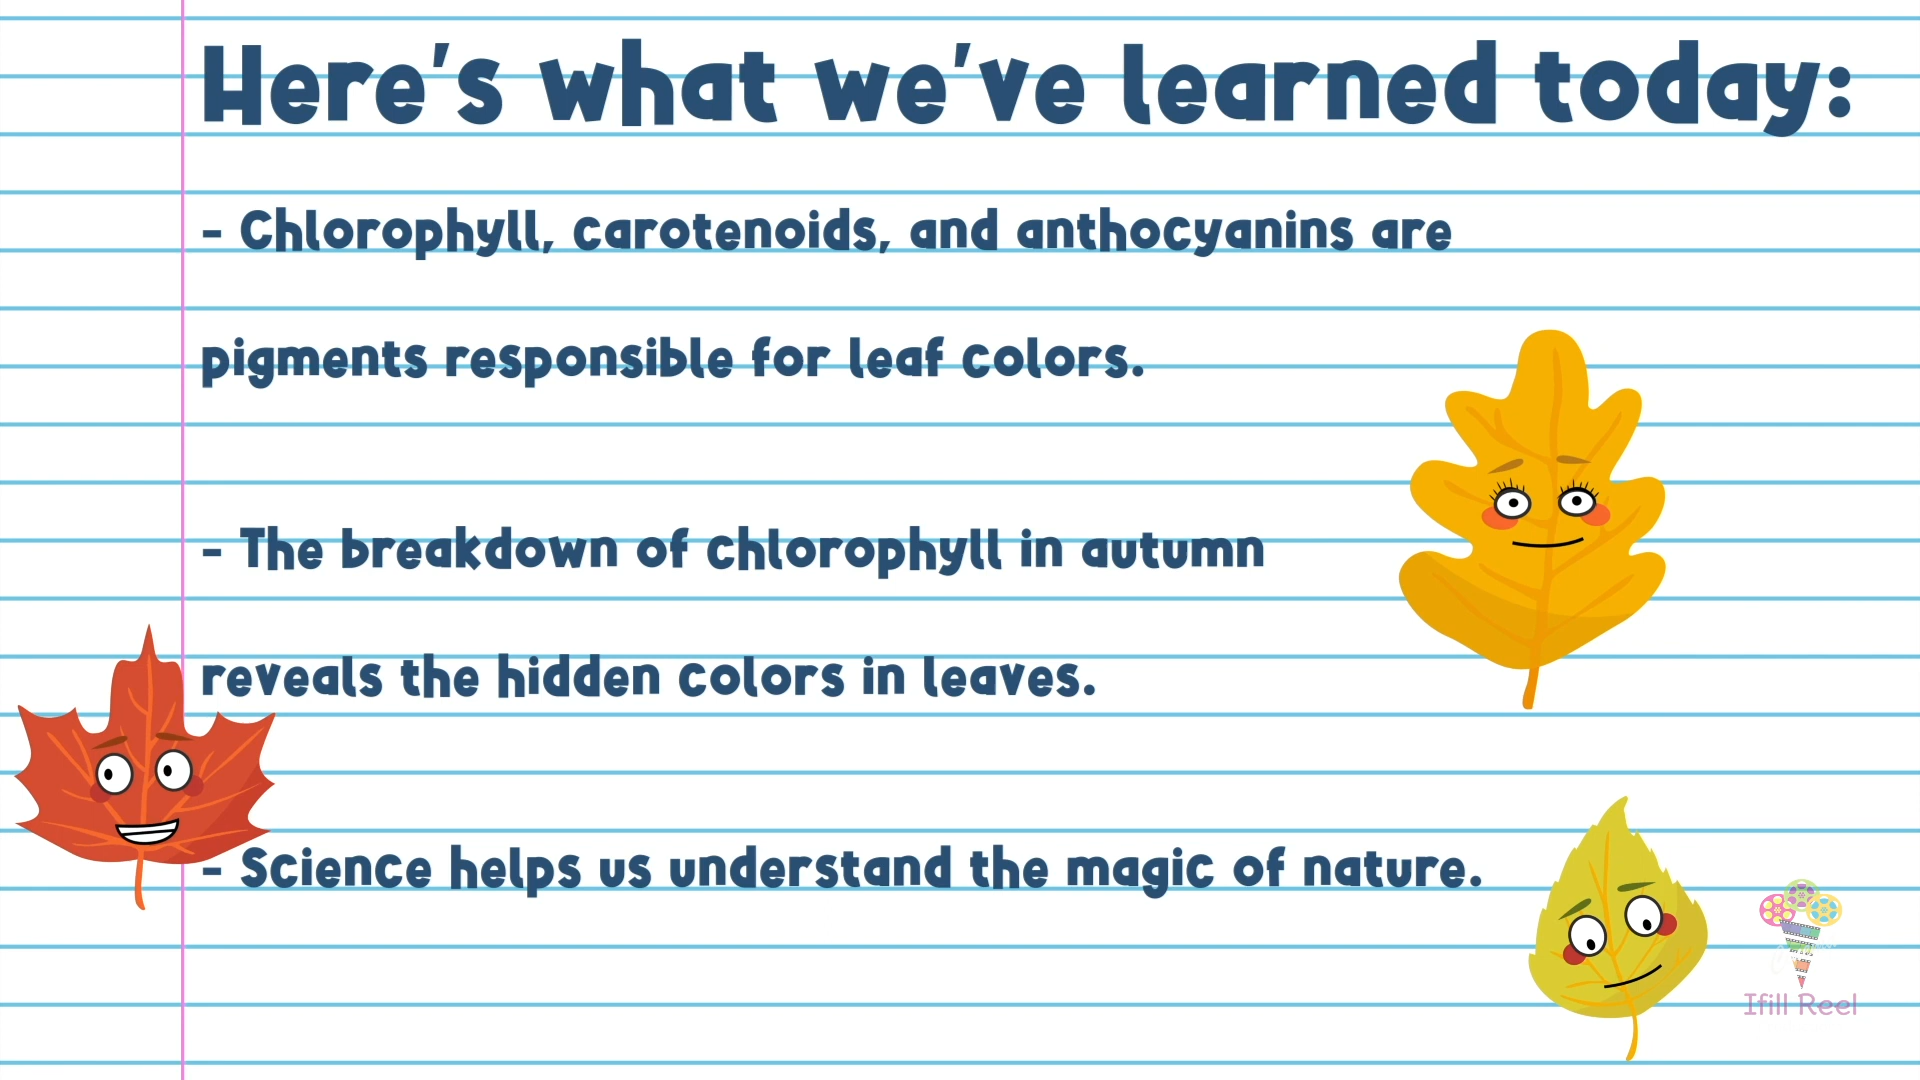 Here's what we've learned today:
- Chlorophyll, carotenoids, and anthocyanins are
pigments responsible for leaf colors.
- The breakdown of chlorophyll in autumn
reveals the hidden colors in leaves.
- Science helps us understand the magic of nature.
Ifill Reel